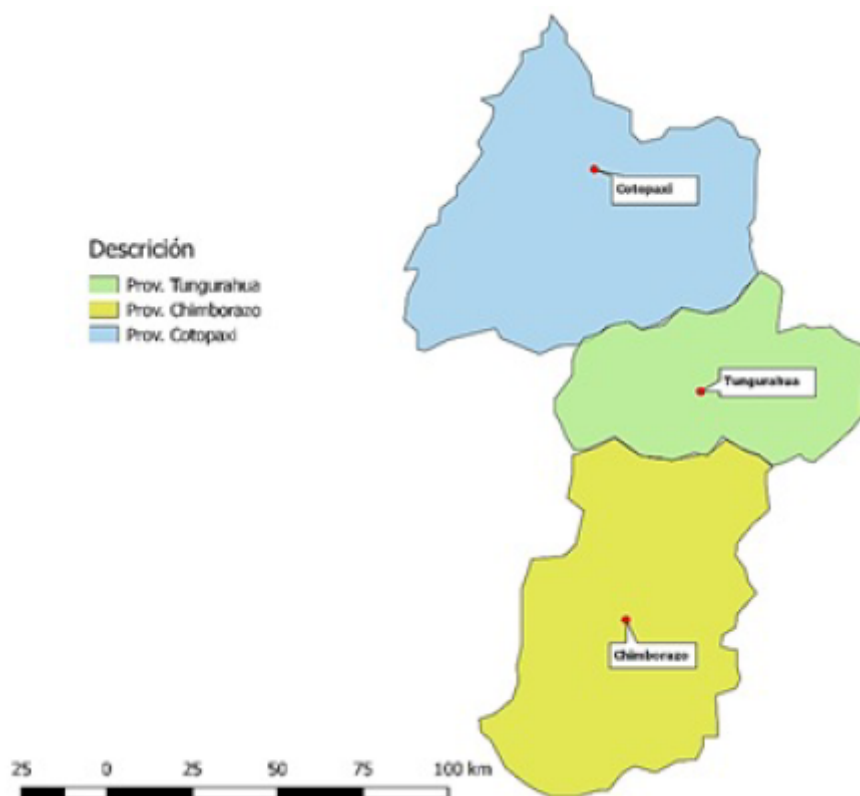 Cotopaxi
Descrición
Prov. Tungurahua
Prov. Chimborazo
Prov. Cotopaxi
Tungurahua
Chimborazo
25 0 25 50 75 100 km